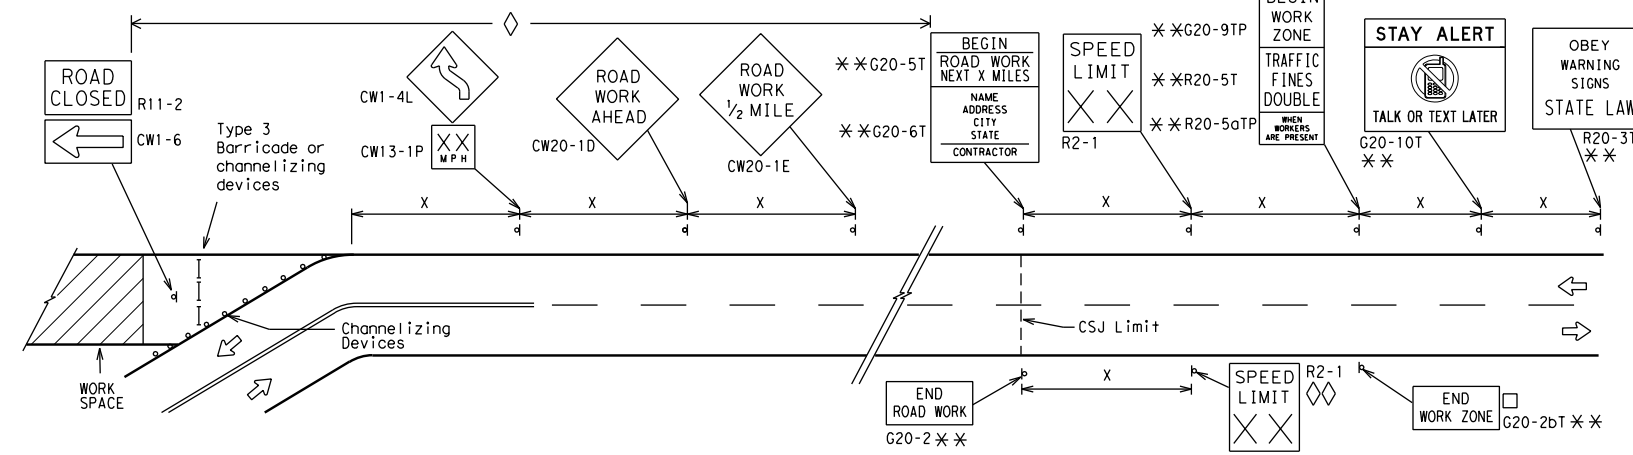 ROAD
CLOSED
R11-2
CW1-6
Type 3
Barricade or
channelizing
devices
CW1-4L
XX
MPH
CW13-1P
ROAD
WORK
AHEAD
CW20-1D
ROAD
WORK
1/2 MILE
CW20-1E
**G20-5T
BEGIN
ROAD WORK
NEXT X MILES
**G20-6T
NAME
ADDRESS
CITY
STATE
CONTRACTOR
SPEED
LIMIT
XX
R2-1
**G20-9TP
BEGIN
WORK
ZONE
**R20-5T
TRAFFIC
FINES
DOUBLE
**R20-5aTP
WHEN
WORKERS
ARE PRESENT
STAY ALERT
TALK OR TEXT LATER
G20-10T
**
OBEY
WARNING
SIGNS
STATE LAW
R20-3T
**
X
X
X
X
X
X
X
Channelizing
Devices
CSJ Limit
WORK
SPACE
X
END
ROAD WORK
G20-2 **
SPEED
LIMIT
XX
R2-1
END
WORK ZONE
G20-2bT **